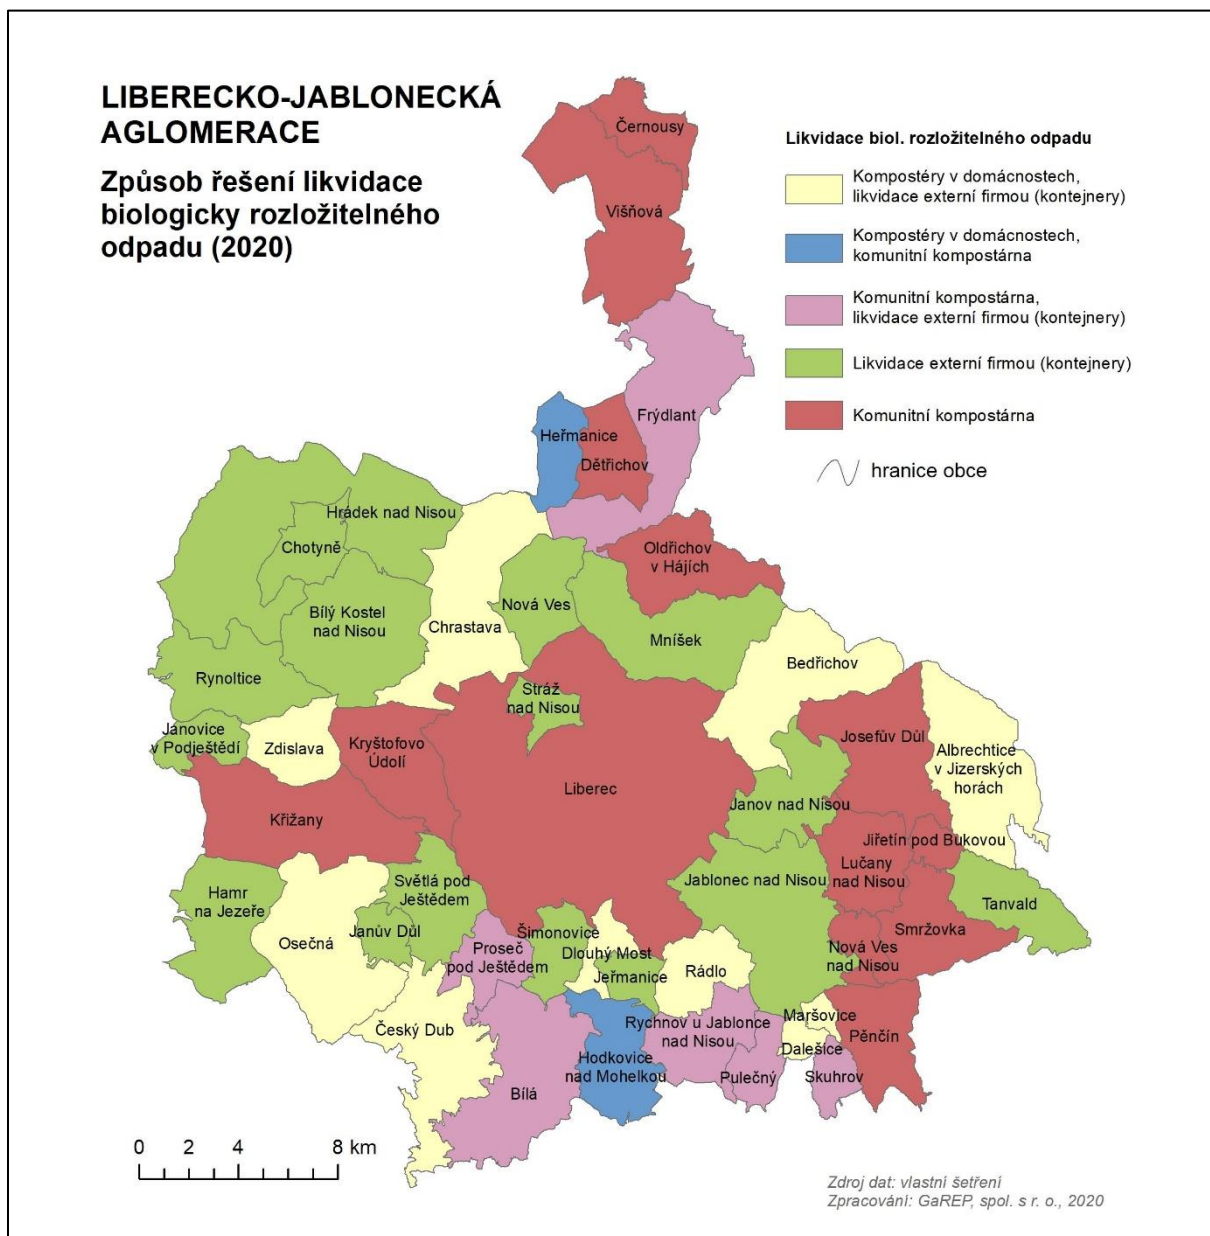 LIBERECKO-JABLONECKÁ
AGLOMERACE
Způsob řešení likvidace
biologicky rozložitelného
odpadu (2020)
Likvidace biol. rozložitelného odpadu
Kompostéry v domácnostech,
likvidace externí firmou (kontejnery)
Kompostéry v domácnostech,
komunitní kompostárna
Komunitní kompostárna,
likvidace externí firmou (kontejnery)
Likvidace externí firmou (kontejnery)
Komunitní kompostárna
hranice obce
Černousy
Višňová
Frýdlant
Heřmanice
Dětřichov
Hrádek nad Nisou
Chotyně
Oldřichov
v Hájích
Bílý Kostel
nad Nisou
Nová Ves
Chrastava
Mníšek
Bedřichov
Rynoltice
Stráž
nad Nisou
Jánovice
v Podještědí
Zdislava
Kryštofovo
Údolí
Josefův Důl
Albrechtice
v Jizerských
horách
Liberec
Janov nad Nisou
Křižany
Jiřetín pod Bukovou
Lučany
nad Nisou
Hamr
na Jezeře
Světlá pod
Ještědem
Jablonec nad Nisou
Tanvald
Osečná
Janův Důl
Šimonovice
Smržovka
Proseč
pod Ještědem
Dlouhý Most
Jeřmanice
Rádlo
Nová Ves
nad Nisou
Český Dub
Rychnov u Jablonce
nad Nisou
Maršovice
Pěnčín
Dalešice
Hodkovice
nad Mohelkou
Pulečný
Skuhrov
Bílá
0 2 4 8 km
Zdroj dat: vlastní šetření
Zpracování: GaREP, spol. s r. o., 2020